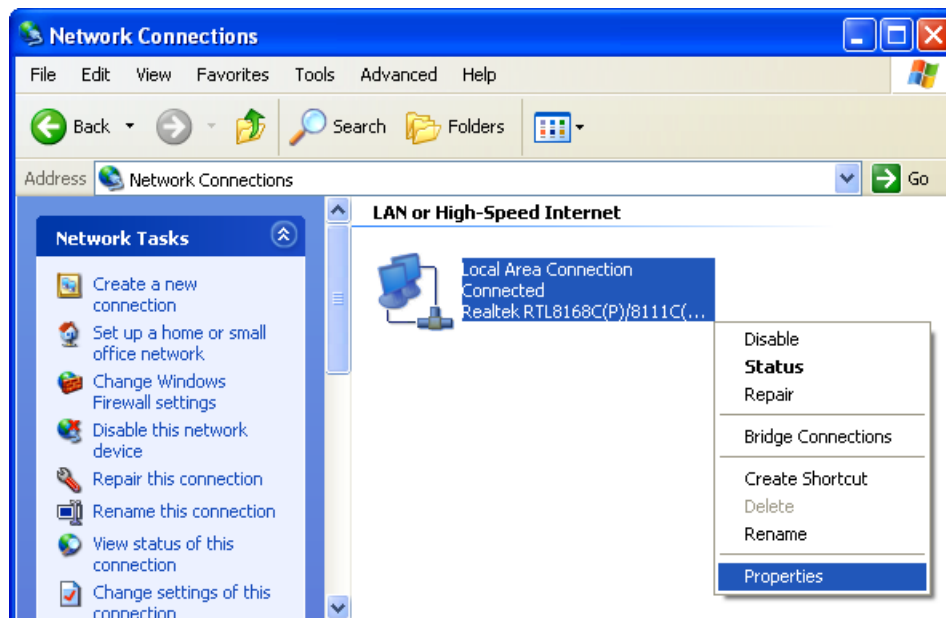 Network Connections
File Edit View Favorites Tools Advanced Help
Back Search Folders
Address Network Connections Go
Network Tasks
Create a new
connection
Set up a home or small
office network
Change Windows
Firewall settings
Disable this network
device
Repair this connection
Rename this connection
View status of this
connection
Change settings of this
connection
LAN or High-Speed Internet
Local Area Connection
Connected
Realtek RTL8168C(P)/8111C(...
Disable
Status
Repair
Bridge Connections
Create Shortcut
Delete
Rename
Properties